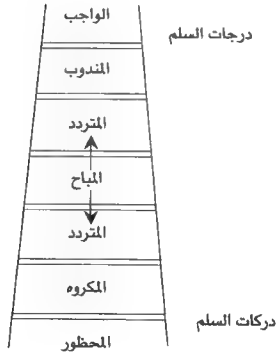 الواجب
درجات السلم
المندوب
المتردد
المباح
المتردد
المكروه
دركات السلم
المحظور